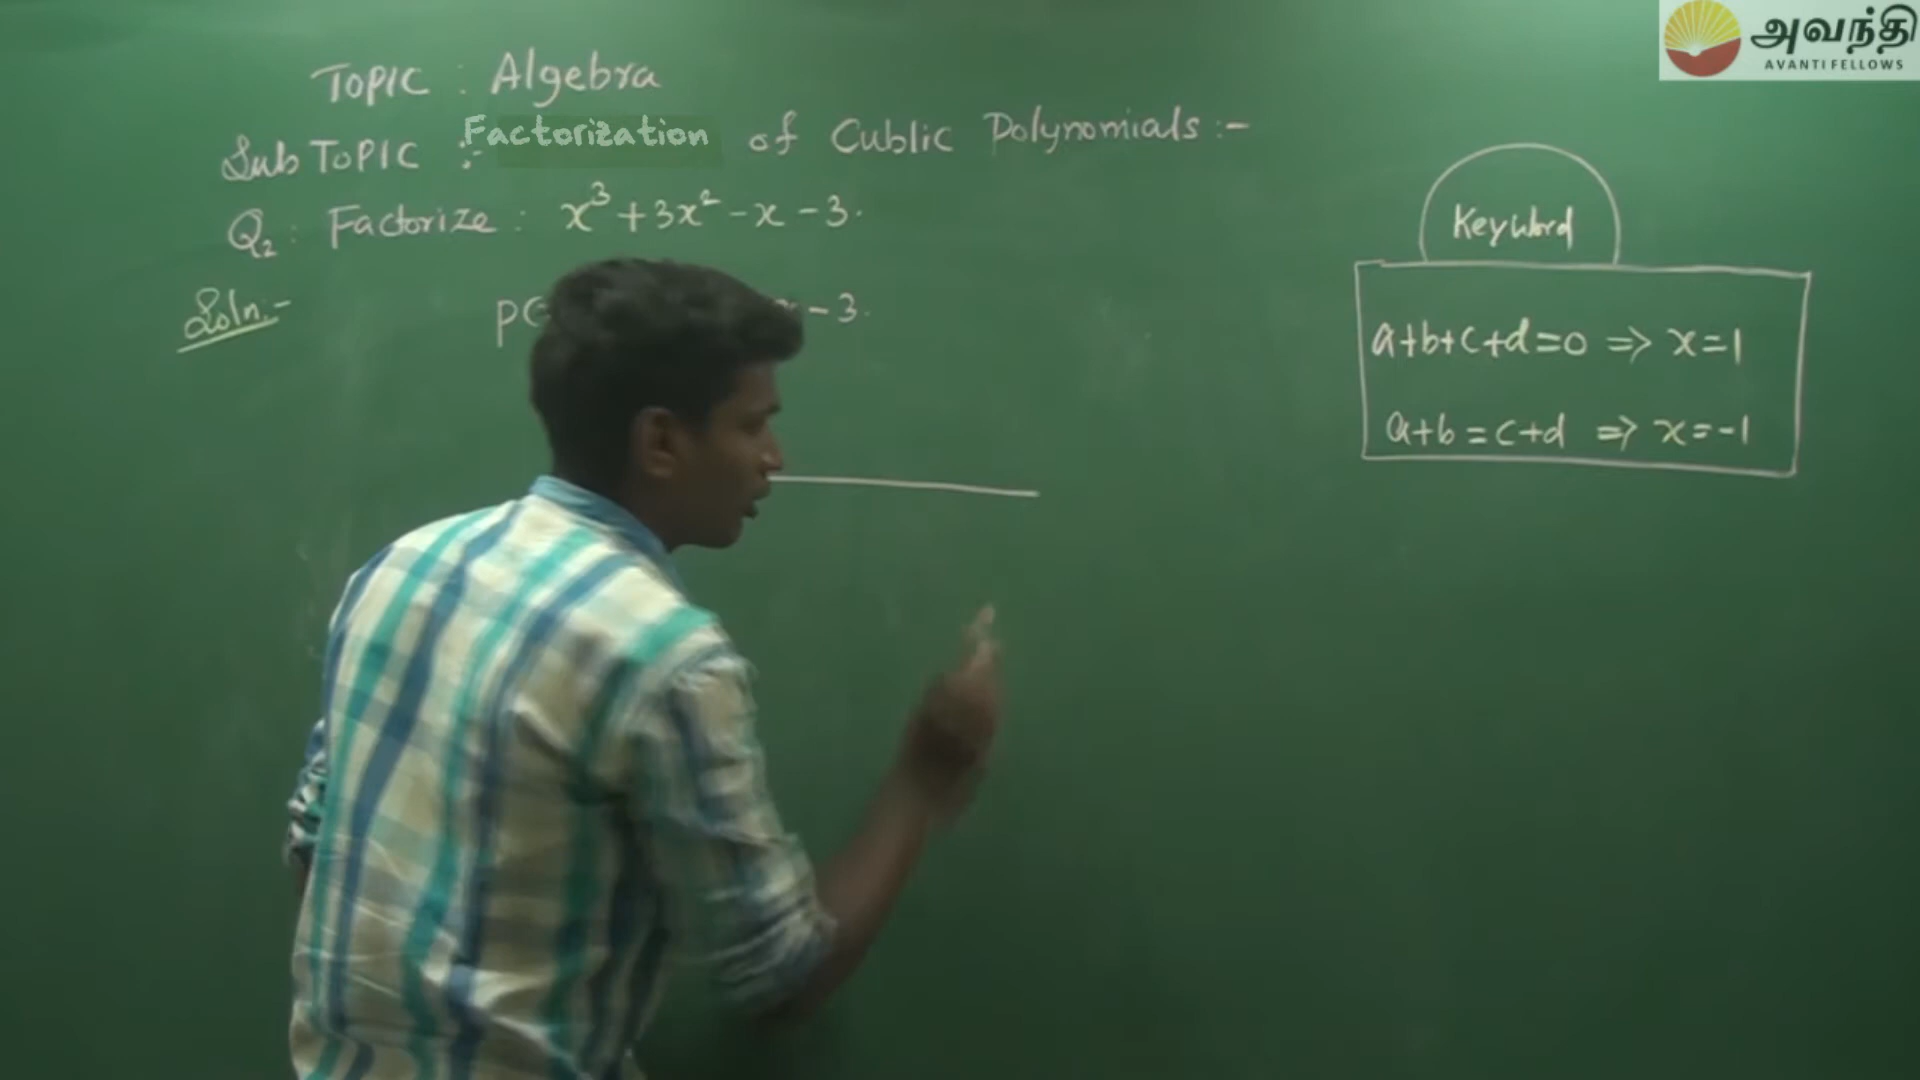 அவந்தி
AVANTI FELLOWS
TOPIC : Algebra
Sub TOPIC :- Factorization of Cublic Polynomials :-
Q2 : Factorize : x³ + 3x² - x - 3.
Soln:-
- 3.
Keyword
a+b+c+d=0 ⇒ x=1
a+b=c+d ⇒ x=-1